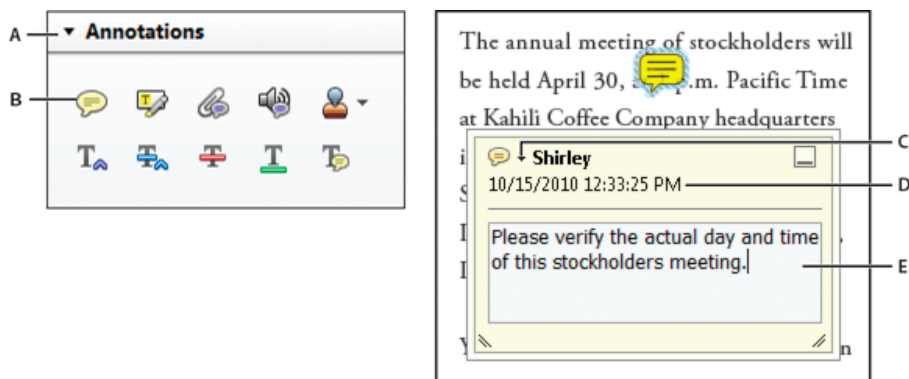 A
Annotations
B
T
T T T T
The annual meeting of stockholders will
be held April 30, p.m. Pacific Time
at Kahili Coffee Company headquarters
C
Shirley
10/15/2010 12:33:25 PM
D
Please verify the actual day and time
of this stockholders meeting.
E
n